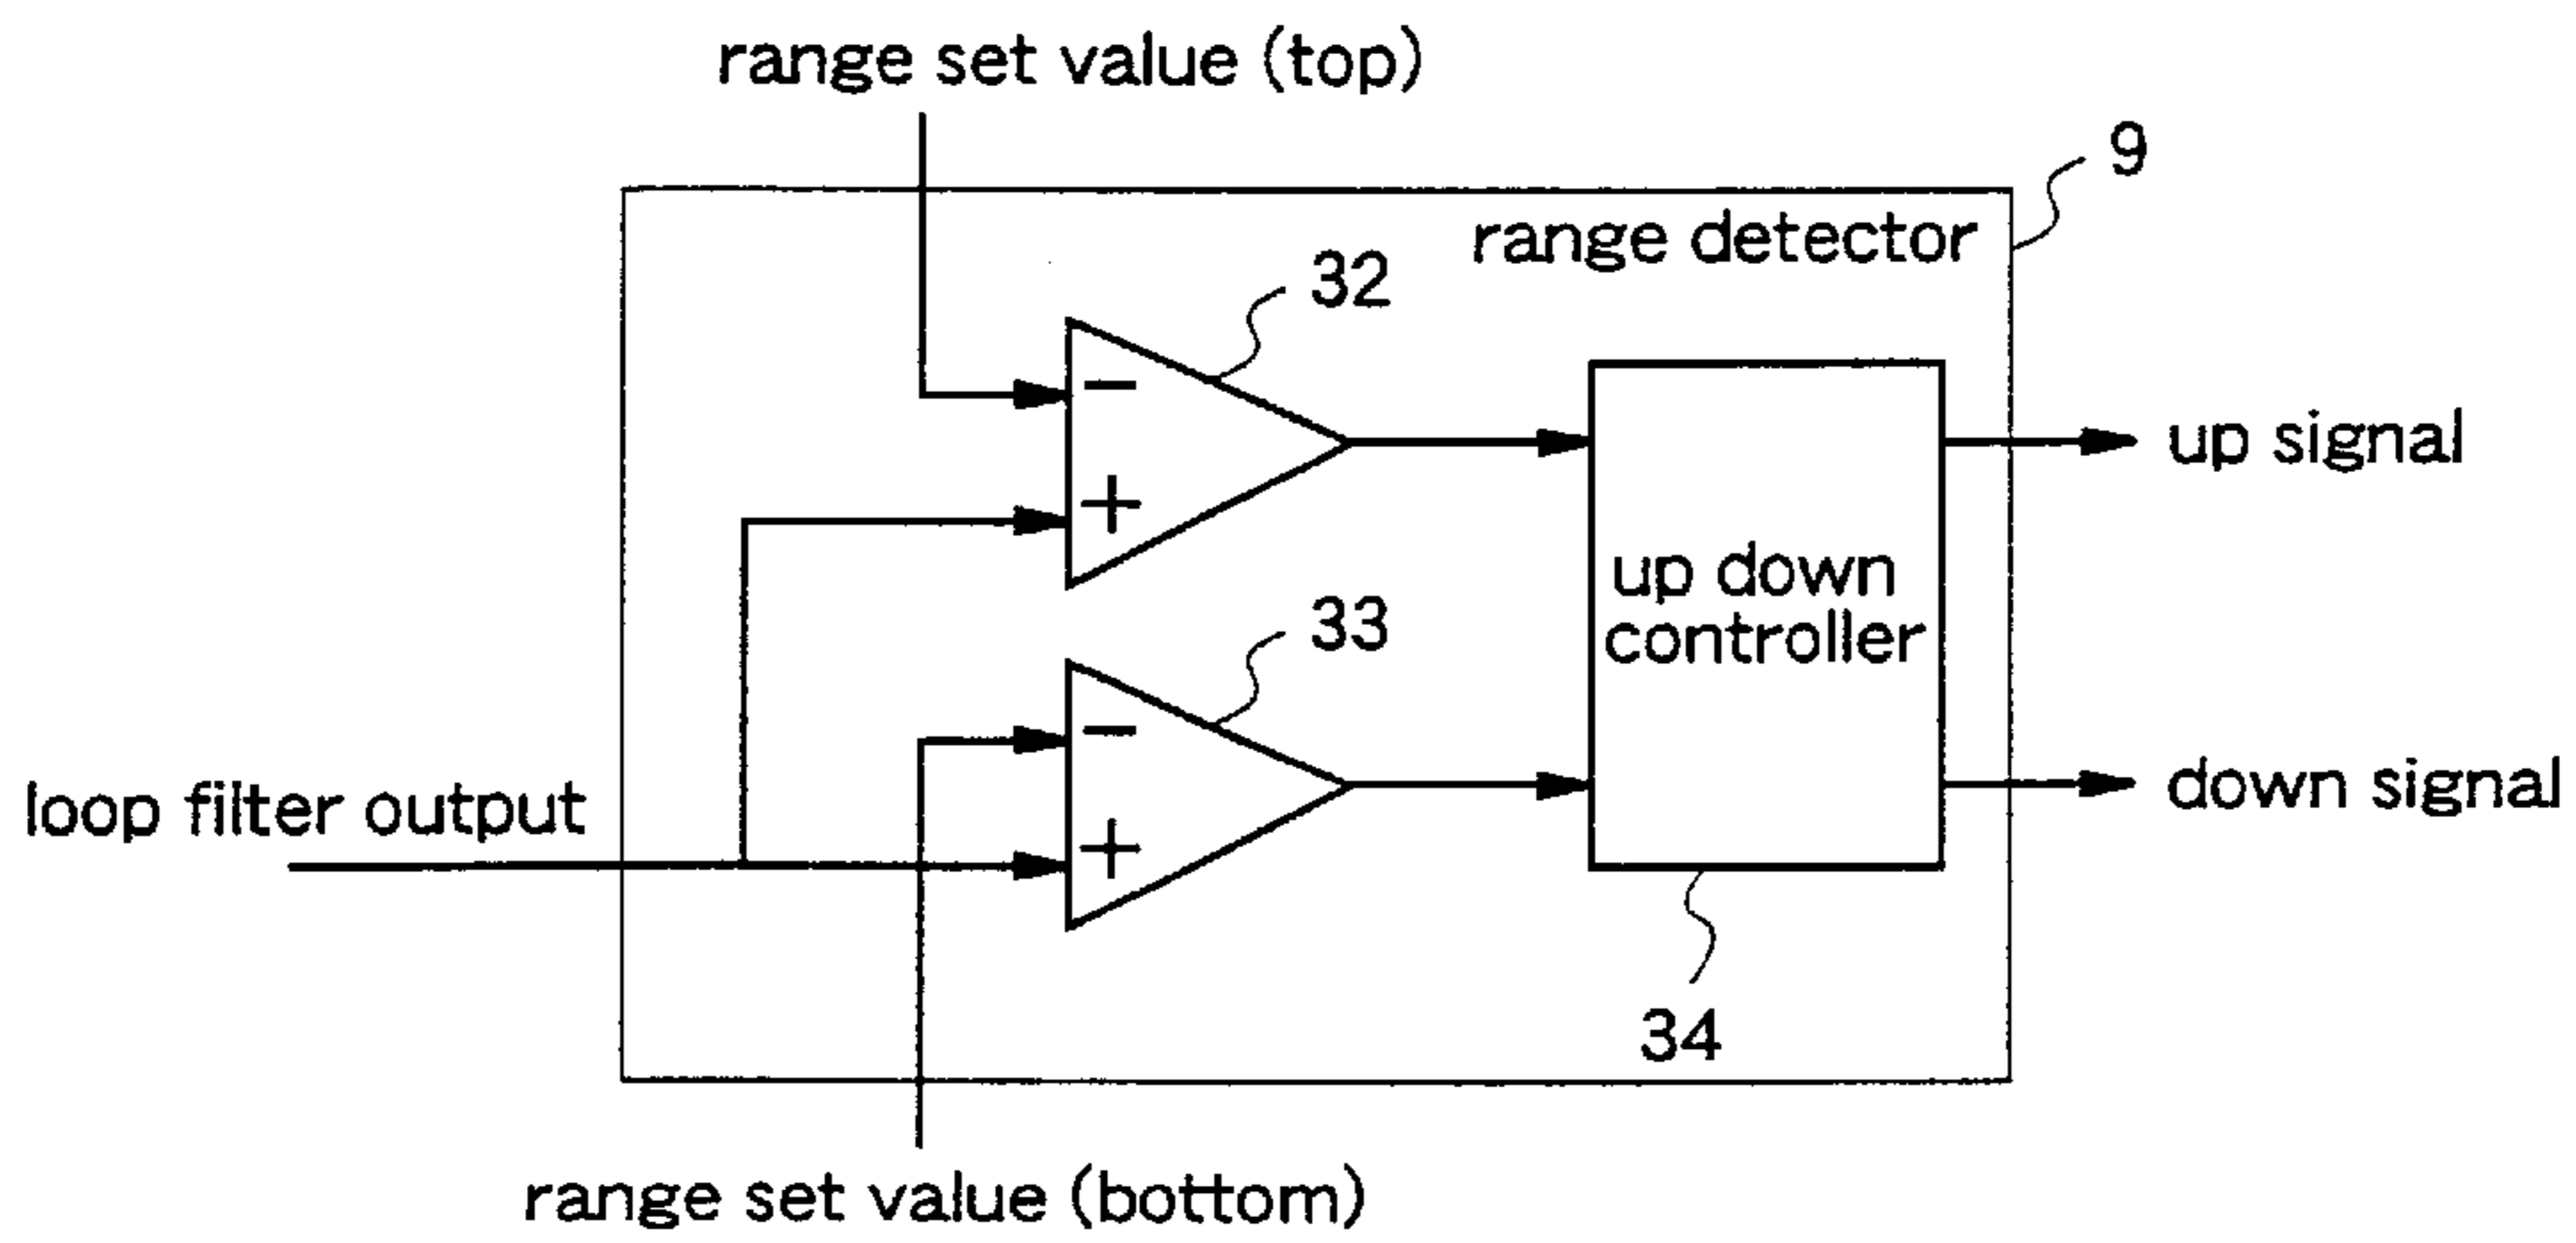 range set value (top)
9
range detector
32
−
+
up signal
up down
controller
33
−
+
loop filter output
down signal
34
range set value (bottom)